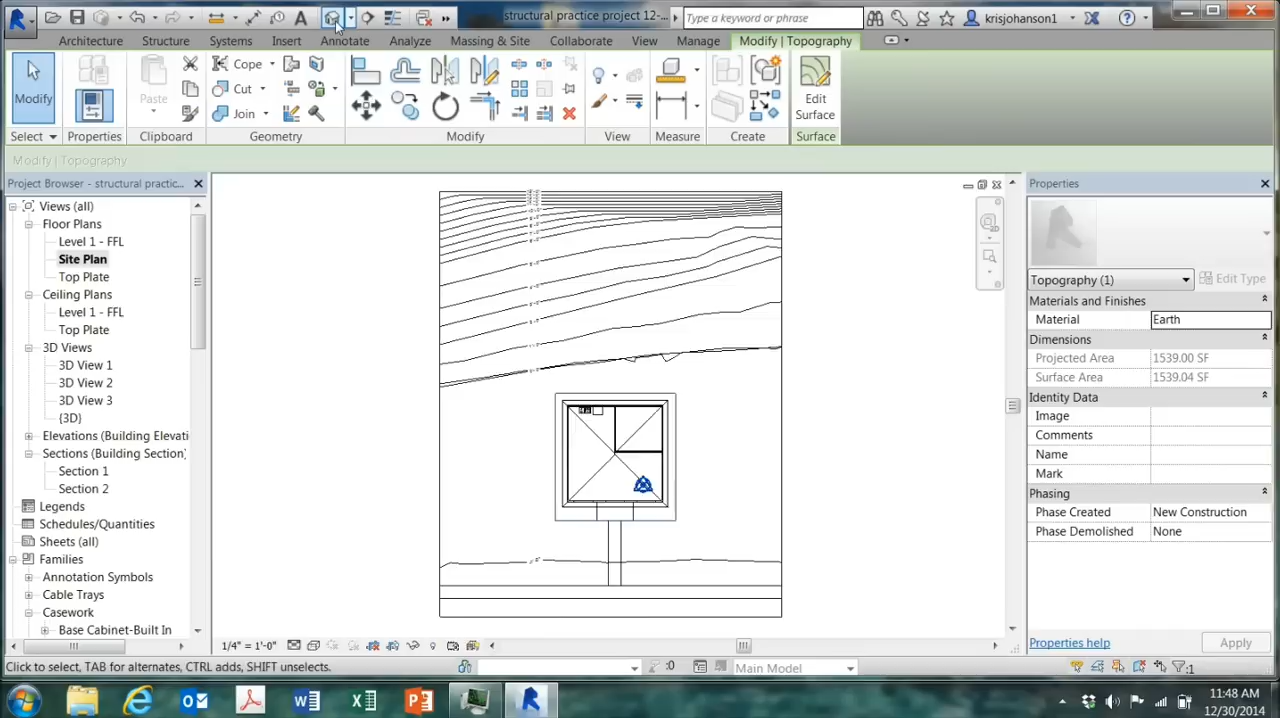 structural practice project 12-...
Type a keyword or phrase
krisjohanson1
Architecture Structure Systems Insert Annotate Analyze Massing & Site Collaborate View Manage Modify | Topography
Modify
Paste
Cope
Cut
Join
Edit
Surface
Select Properties Clipboard Geometry Modify View Measure Create Surface
Modify | Topography
Project Browser - structural practic...
Views (all)
Floor Plans
Level 1 - FFL
Site Plan
Top Plate
Ceiling Plans
Level 1 - FFL
Top Plate
3D Views
3D View 1
3D View 2
3D View 3
{3D}
Elevations (Building Elevati
Sections (Building Section)
Section 1
Section 2
Legends
Schedules/Quantities
Sheets (all)
Families
Annotation Symbols
Cable Trays
Casework
Base Cabinet-Built In
1/4" = 1'-0"
Properties
Topography (1)
Edit Type
Materials and Finishes
Material Earth
Dimensions
Projected Area 1539.00 SF
Surface Area 1539.04 SF
Identity Data
Image
Comments
Name
Mark
Phasing
Phase Created New Construction
Phase Demolished None
Properties help
Apply
Click to select, TAB for alternates, CTRL adds, SHIFT unselects.
:0
Main Model
:1
11:48 AM
12/30/2014